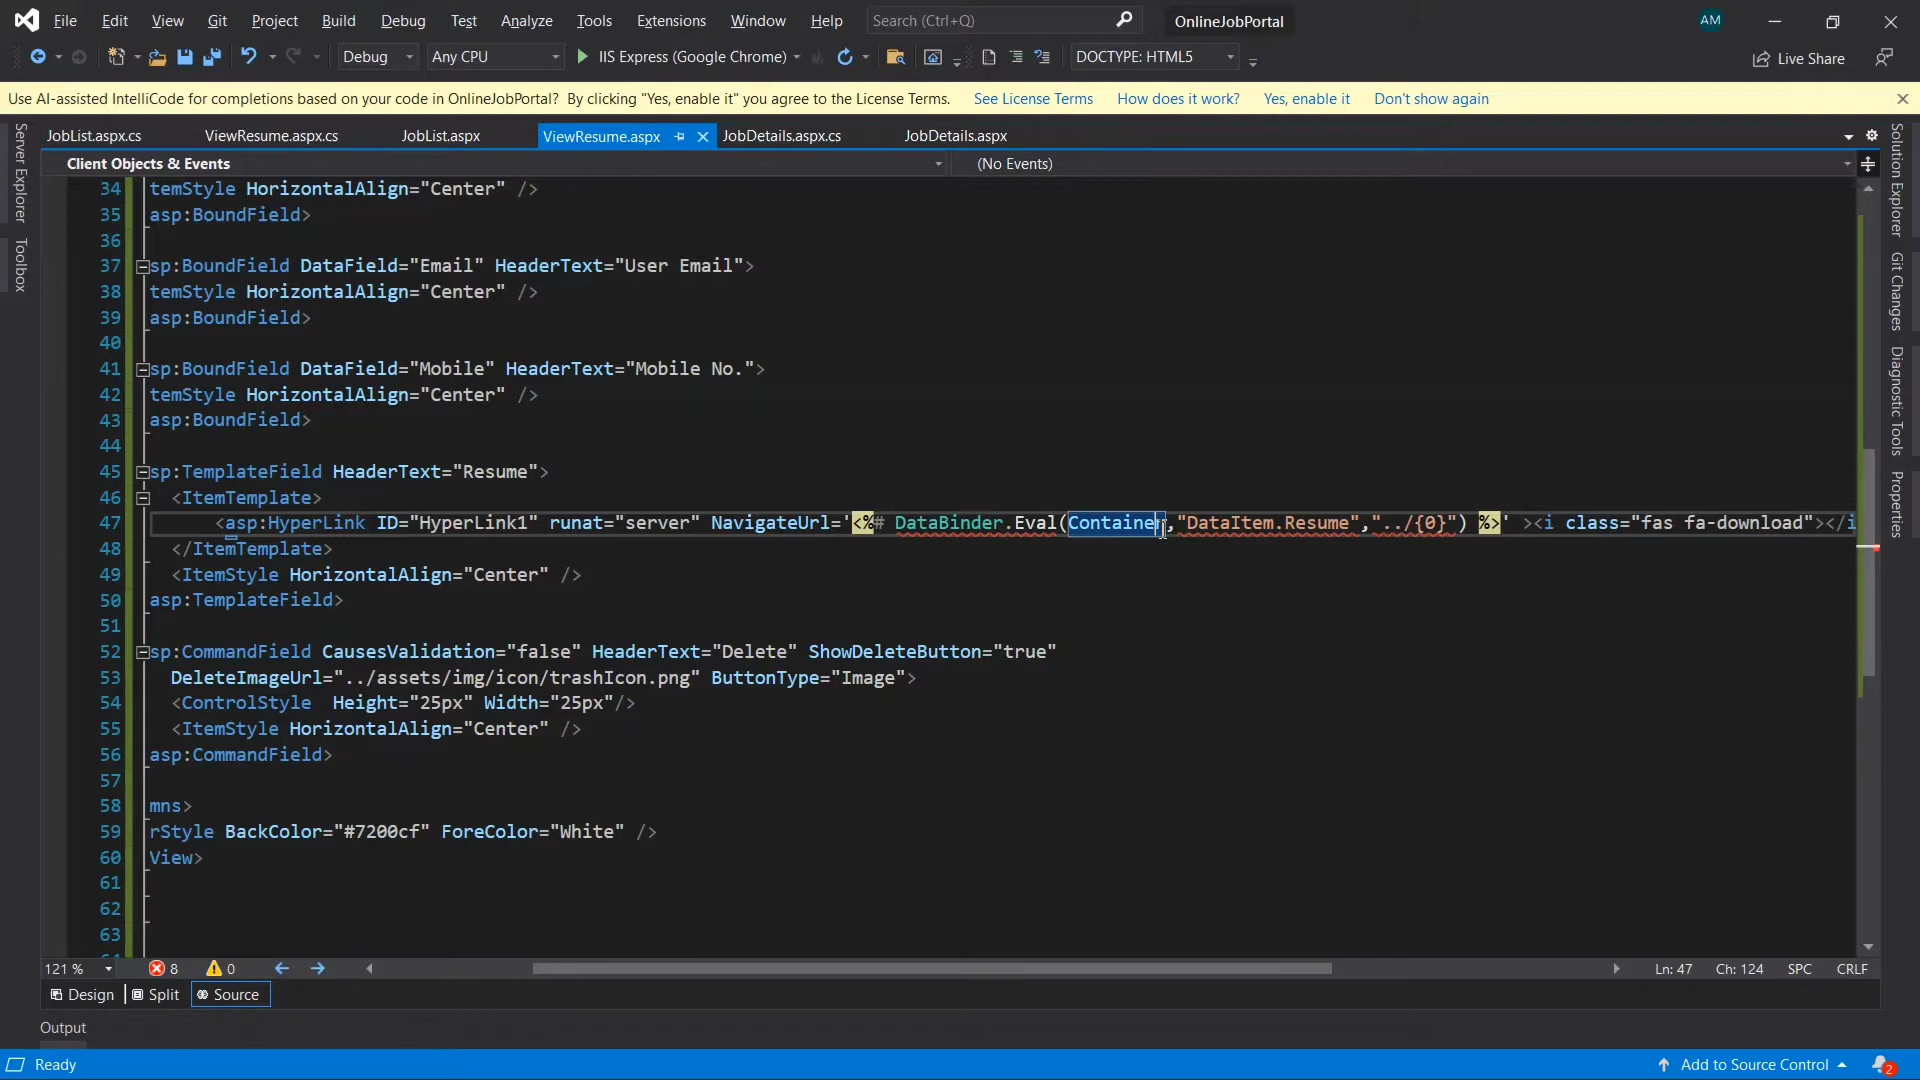 File Edit View Git Project Build Debug Test Analyze Tools Extensions Window Help Search (Ctrl+Q) OnlineJobPortal AM
Debug Any CPU IIS Express (Google Chrome) DOCTYPE: HTML5 Live Share
Use AI-assisted IntelliCode for completions based on your code in OnlineJobPortal? By clicking "Yes, enable it" you agree to the License Terms. See License Terms How does it work? Yes, enable it Don't show again
JobList.aspx.cs ViewResume.aspx.cs JobList.aspx ViewResume.aspx JobDetails.aspx.cs JobDetails.aspx
Client Objects & Events (No Events)
Server Explorer
Toolbox
34 temStyle HorizontalAlign="Center" />
35 asp:BoundField>
36
37 sp:BoundField DataField="Email" HeaderText="User Email">
38 temStyle HorizontalAlign="Center" />
39 asp:BoundField>
40
41 sp:BoundField DataField="Mobile" HeaderText="Mobile No.">
42 temStyle HorizontalAlign="Center" />
43 asp:BoundField>
44
45 sp:TemplateField HeaderText="Resume">
46 <ItemTemplate>
47 <asp:HyperLink ID="HyperLink1" runat="server" NavigateUrl='<%# DataBinder.Eval(Container,"DataItem.Resume","../{0}") %>' ><i class="fas fa-download"></i
48 </ItemTemplate>
49 <ItemStyle HorizontalAlign="Center" />
50 asp:TemplateField>
51
52 sp:CommandField CausesValidation="false" HeaderText="Delete" ShowDeleteButton="true"
53 DeleteImageUrl="../assets/img/icon/trashIcon.png" ButtonType="Image">
54 <ControlStyle  Height="25px" Width="25px"/>
55 <ItemStyle HorizontalAlign="Center" />
56 asp:CommandField>
57
58 mns>
59 rStyle BackColor="#7200cf" ForeColor="White" />
60 View>
61
62
63
Solution Explorer
Git Changes
Diagnostic Tools
Properties
121 % 8 0 Ln: 47 Ch: 124 SPC CRLF
Design Split Source
Output
Ready Add to Source Control 2